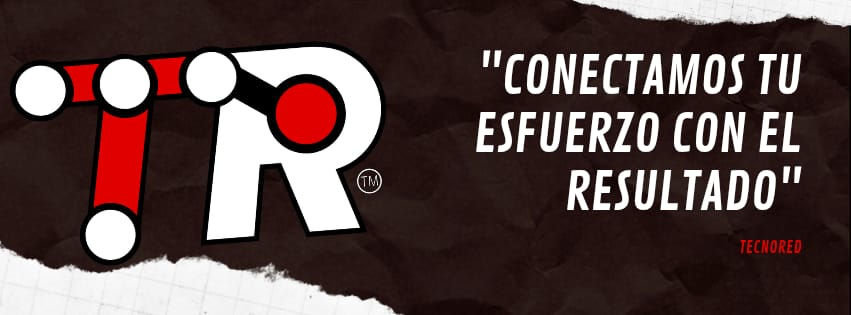 TR
TM
"CONECTAMOS TU
ESFUERZO CON EL
RESULTADO"
TECNORED